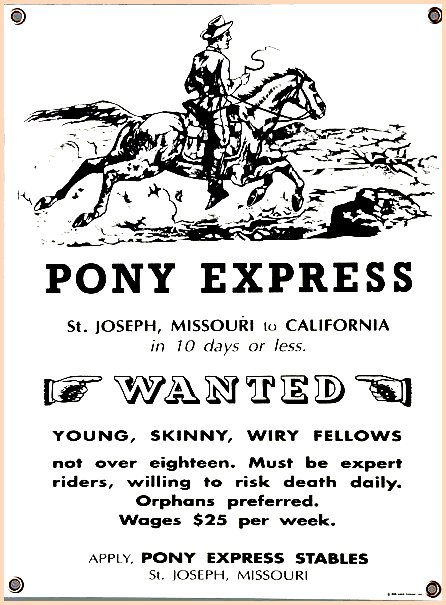 PONY EXPRESS
St. JOSEPH, MISSOURI to CALIFORNIA
in 10 days or less.
WANTED
YOUNG, SKINNY, WIRY FELLOWS
not over eighteen. Must be expert
riders, willing to risk death daily.
Orphans preferred.
Wages $25 per week.
APPLY, PONY EXPRESS STABLES
St. JOSEPH, MISSOURI